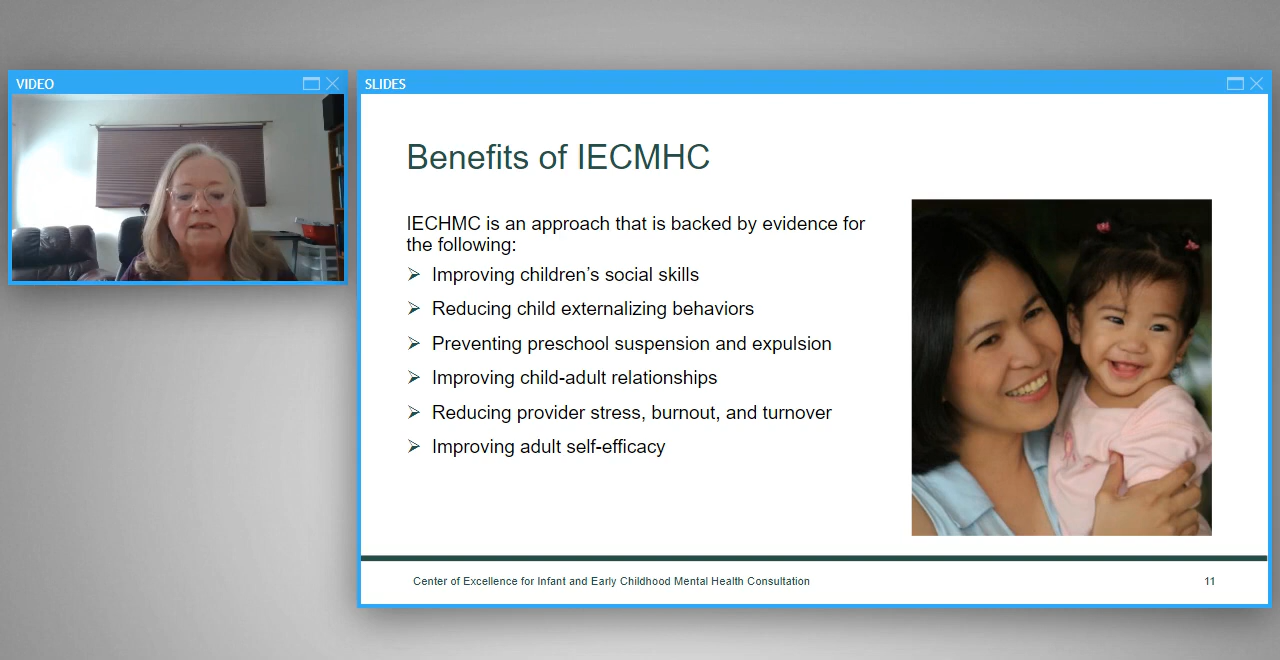 VIDEO
SLIDES
Benefits of IECMHC
IECHMC is an approach that is backed by evidence for
the following:
➢ Improving children’s social skills
➢ Reducing child externalizing behaviors
➢ Preventing preschool suspension and expulsion
➢ Improving child-adult relationships
➢ Reducing provider stress, burnout, and turnover
➢ Improving adult self-efficacy
Center of Excellence for Infant and Early Childhood Mental Health Consultation
11